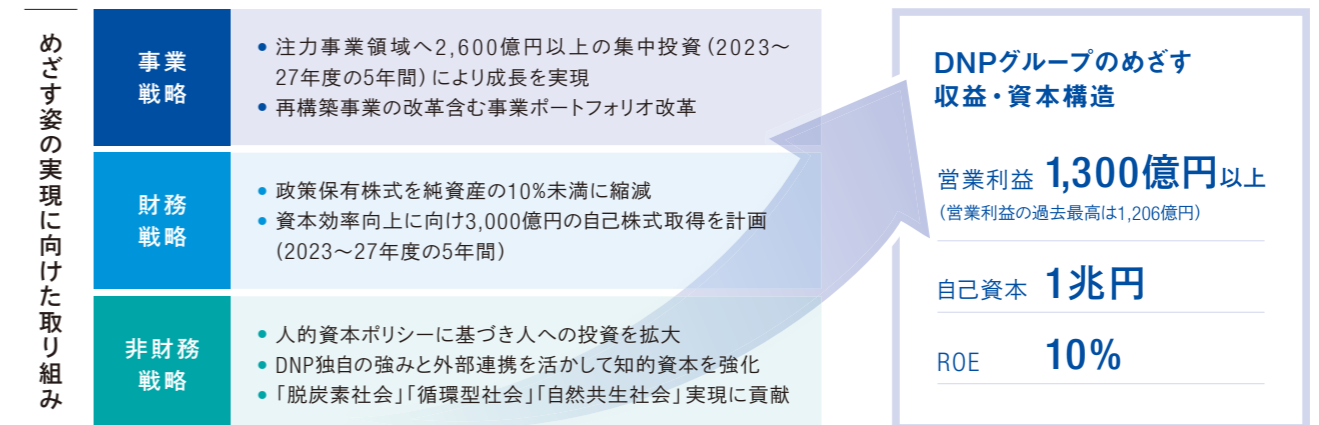 めざす姿の実現に向けた取り組み
事業
戦略
• 注力事業領域へ2,600億円以上の集中投資（2023〜
27年度の5年間）により成長を実現
• 再構築事業の改革含む事業ポートフォリオ改革
財務
戦略
• 政策保有株式を純資産の10%未満に縮減
• 資本効率向上に向け3,000億円の自己株式取得を計画
（2023〜27年度の5年間）
非財務
戦略
• 人的資本ポリシーに基づき人への投資を拡大
• DNP独自の強みと外部連携を活かして知的資本を強化
• 「脱炭素社会」「循環型社会」「自然共生社会」実現に貢献
DNPグループのめざす
収益・資本構造
営業利益 1,300億円以上
（営業利益の過去最高は1,206億円）
自己資本 1兆円
ROE 10%